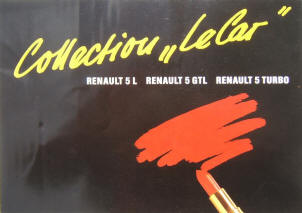 Collection „Le Car"
RENAULT 5 L RENAULT 5 GTL RENAULT 5 TURBO